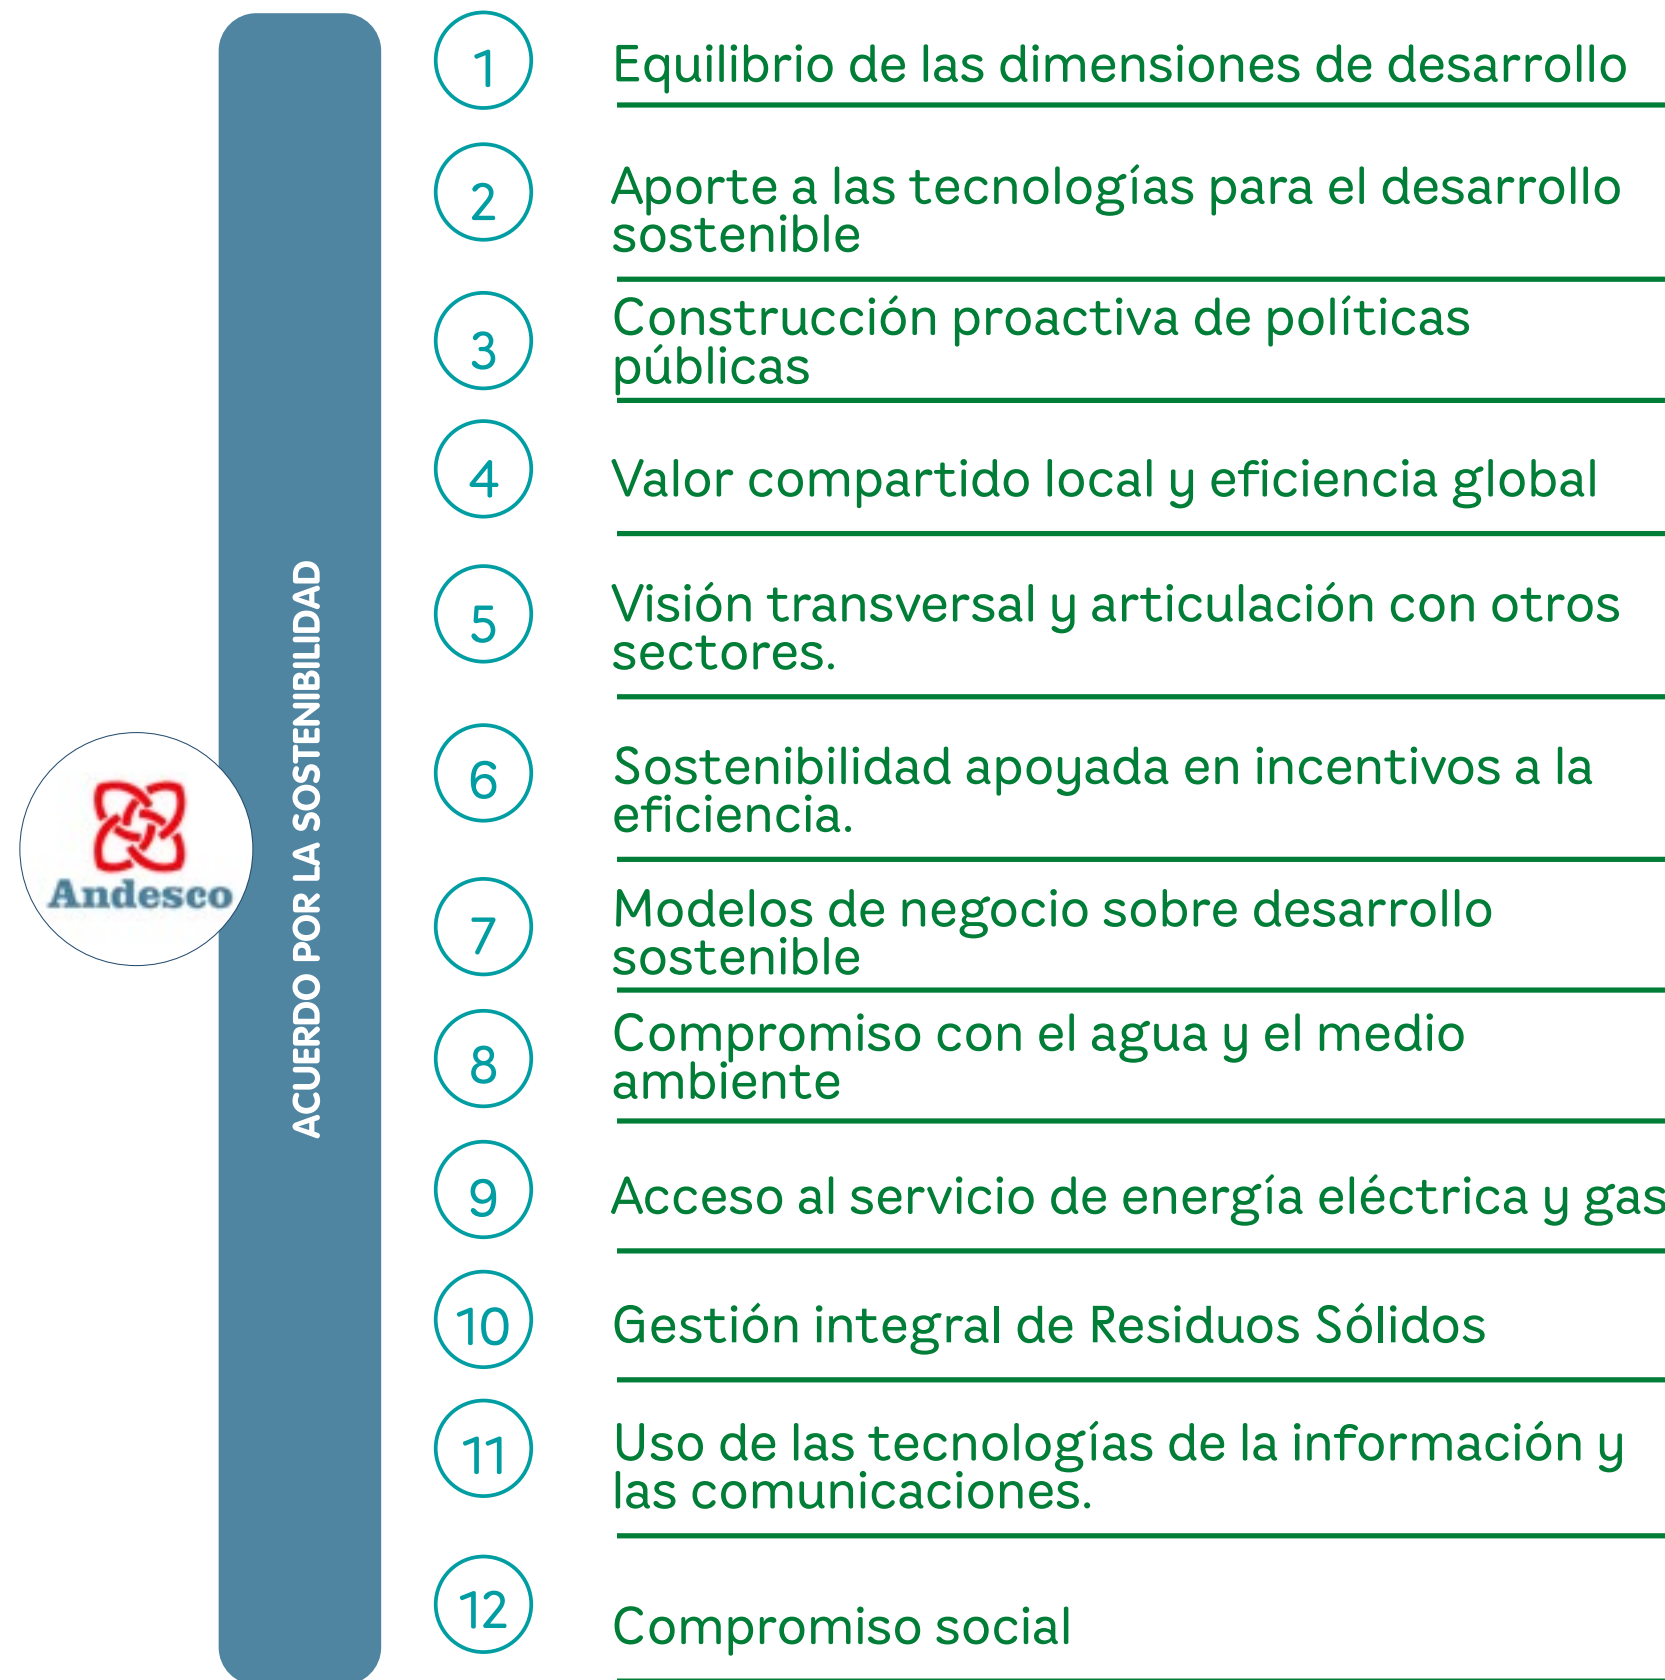 Andesco
ACUERDO POR LA SOSTENIBILIDAD
1
Equilibrio de las dimensiones de desarrollo
2
Aporte a las tecnologías para el desarrollo
sostenible
3
Construcción proactiva de políticas
públicas
4
Valor compartido local y eficiencia global
5
Visión transversal y articulación con otros
sectores.
6
Sostenibilidad apoyada en incentivos a la
eficiencia.
7
Modelos de negocio sobre desarrollo
sostenible
8
Compromiso con el agua y el medio
ambiente
9
Acceso al servicio de energía eléctrica y gas
10
Gestión integral de Residuos Sólidos
11
Uso de las tecnologías de la información y
las comunicaciones.
12
Compromiso social